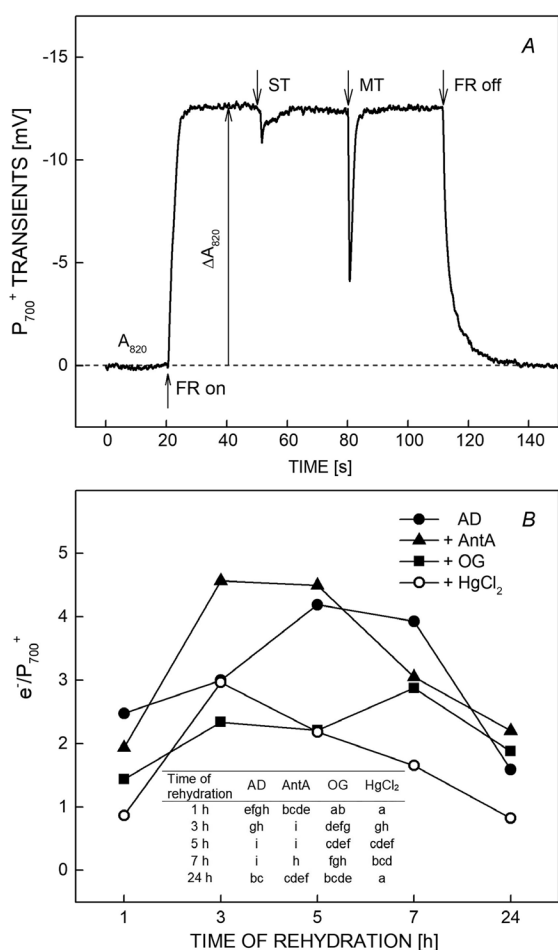 A
-15
ST
MT
FR off
-10
P₇₀₀⁺ TRANSIENTS [mV]
ΔA₈₂₀
-5
A₈₂₀
0
FR on
0 20 40 60 80 100 120 140
TIME [s]
B
AD
+ AntA
+ OG
+ HgCl₂
5
4
e⁻/P₇₀₀⁺
3
2
1
0
Time of rehydration AD AntA OG HgCl₂
1 h efgh bcde ab a
3 h gh i defg gh
5 h i i cdef cdef
7 h i h fgh bcd
24 h bc cdef bcde a
1 3 5 7 24
TIME OF REHYDRATION [h]